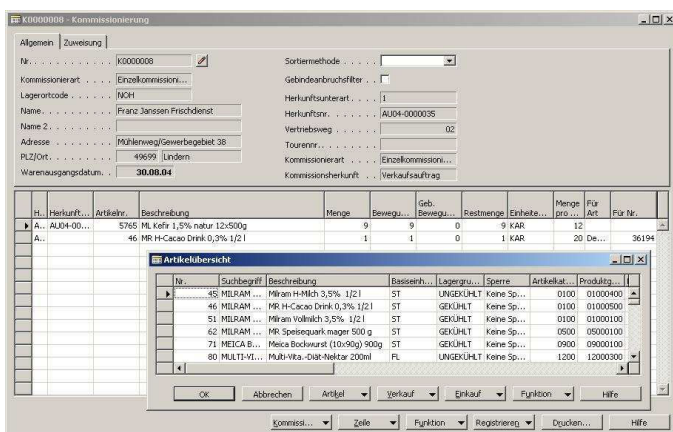 K0000008 - Kommissionierung
Allgemein Zuweisung
Nr. K0000008 Sortiermethode
Kommissionierart Einzelkommissioni... Gebindeanbruchsfilter
Lagerortcode NOH Herkunftsunterart 1
Name Franz Janssen Frischdienst Herkunftsnr. AU04-0000035
Name 2 Vertriebsweg 02
Adresse Mühlenweg/Gewerbegebiet 38 Tourennr.
PLZ/Ort 49699 Lindern Kommissionierart Einzelkommissioni...
Warenausgangsdatum 30.08.04 Kommissionsherkunft Verkaufsauftrag
H.. Herkunft... Artikelnr. Beschreibung Menge Bewegu... Geb. Bewegu... Restmenge Einheite... Menge pro ... Für Art Für Nr.
A.. AU04-00... 5765 ML Kefir 1,5% natur 12x500g 9 9 0 9 KAR 12
A.. 46 MR H-Cacao Drink 0,3% 1/2 l 1 1 0 1 KAR 20 De... 36194
Artikelübersicht
Nr. Suchbegriff Beschreibung Basiseinh... Lagergru... Sperre Artikelkat... Produktg...
45 MILRAM ... Milram H-Milch 3,5% 1/2 l ST UNGEKÜHLT Keine Sp... 0100 01000400
46 MILRAM ... MR H-Cacao Drink 0,3% 1/2 l ST GEKÜHLT Keine Sp... 0100 01000500
51 MILRAM ... Milram Vollmilch 3,5% 1/2 l ST GEKÜHLT Keine Sp... 0100 01000100
62 MILRAM ... MR Speisequark mager 500 g ST GEKÜHLT Keine Sp... 0500 05000100
71 MEICA B... Meica Bockwurst (10x90g) 900g ST GEKÜHLT Keine Sp... 0900 09000100
80 MULTI-VI... Multi-Vita.-Diät-Nektar 200ml FL UNGEKÜHLT Keine Sp... 1200 12000300
OK Abbrechen Artikel Verkauf Einkauf Funktion Hilfe
Kommissi... Zeile Funktion Registrieren Drucken... Hilfe